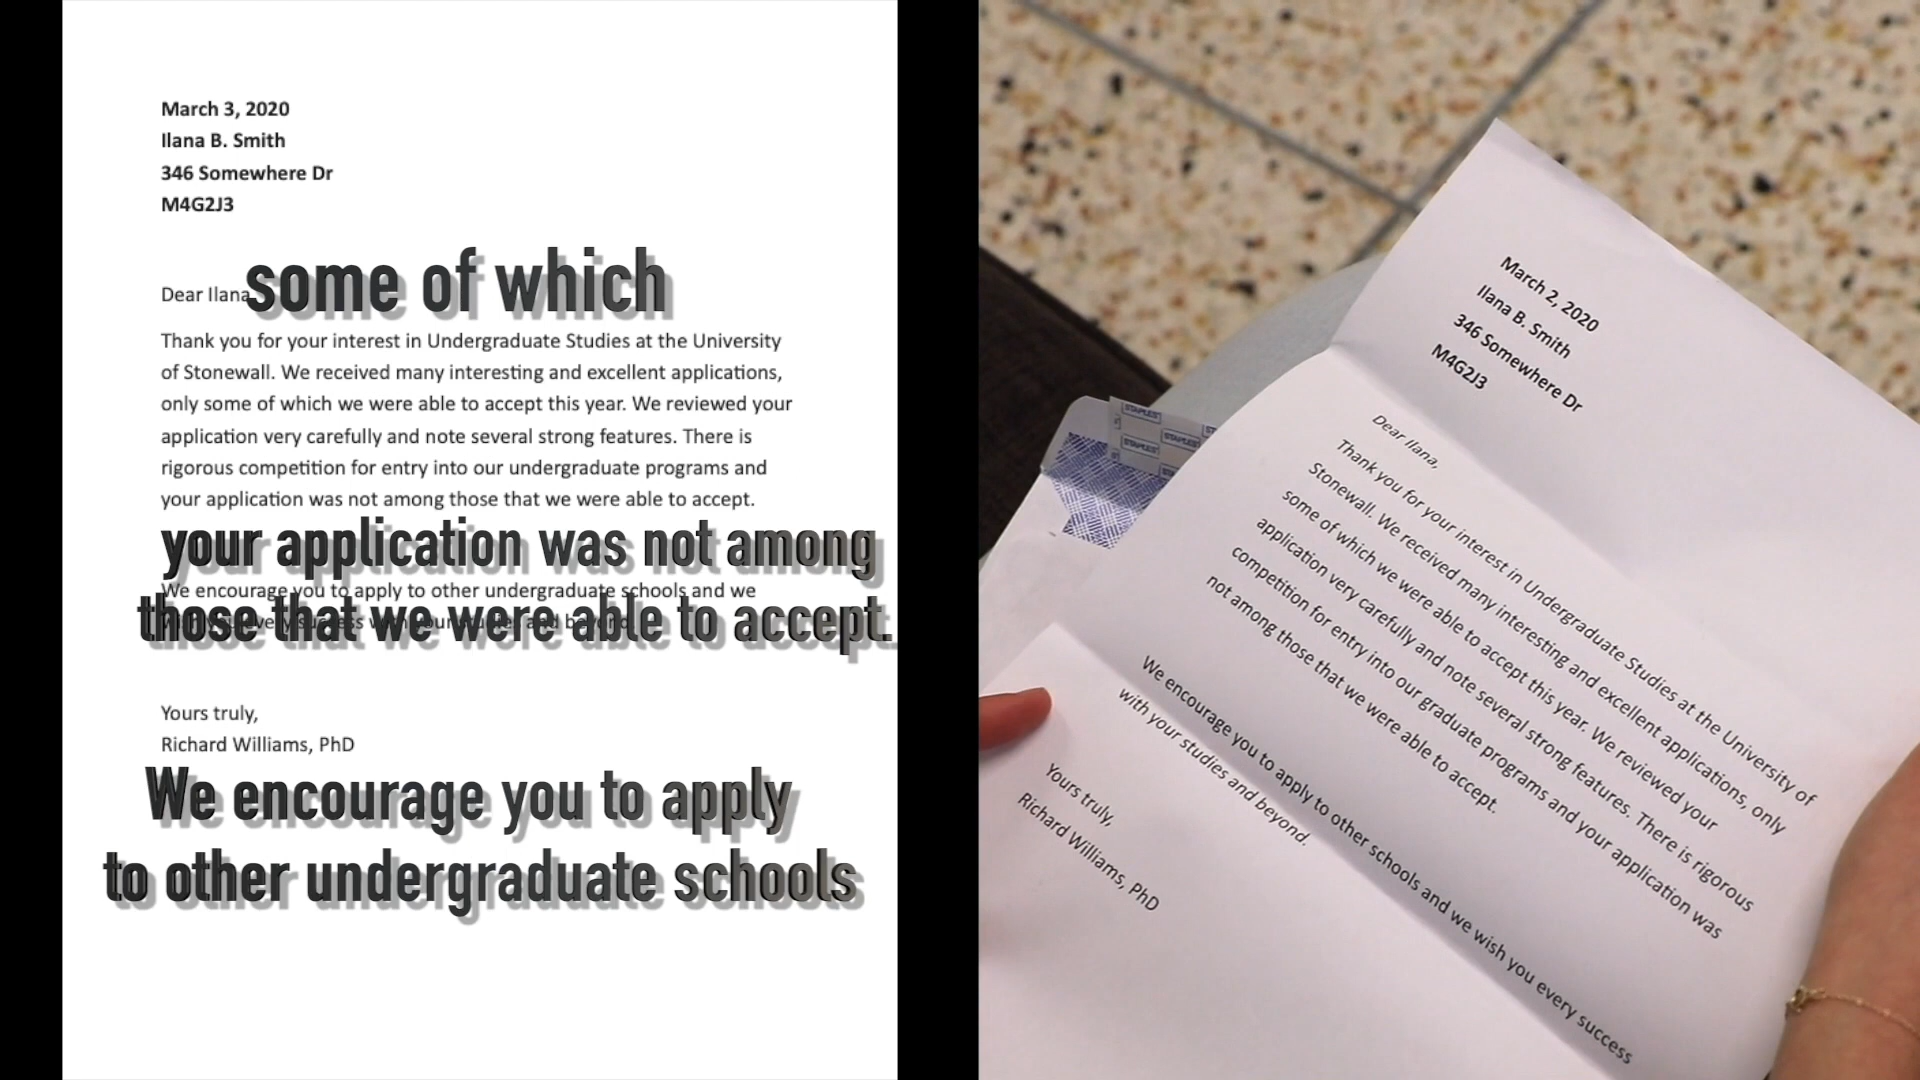 March 3, 2020
Ilana B. Smith
346 Somewhere Dr
M4G2J3
some of which
Dear Ilana
Thank you for your interest in Undergraduate Studies at the University
of Stonewall. We received many interesting and excellent applications,
only some of which we were able to accept this year. We reviewed your
application very carefully and note several strong features. There is
rigorous competition for entry into our undergraduate programs and
your application was not among those that we were able to accept.
your application was not among
We encourage you to apply to other undergraduate schools and we
those that we were able to accept.
Yours truly,
Richard Williams, PhD
We encourage you to apply
to other undergraduate schools
March 2, 2020
Ilana B. Smith
346 Somewhere Dr
M4G2J3
Dear Ilana,
Thank you for your interest in Undergraduate Studies at the University of
Stonewall. We received many interesting and excellent applications, only
some of which we were able to accept this year. We reviewed your
application very carefully and note several strong features. There is rigorous
competition for entry into our graduate programs and your application was
not among those that we were able to accept.
We encourage you to apply to other schools and we wish you every success
with your studies and beyond.
Yours truly,
Richard Williams, PhD
STAPLES
STAPLES
STAPLES